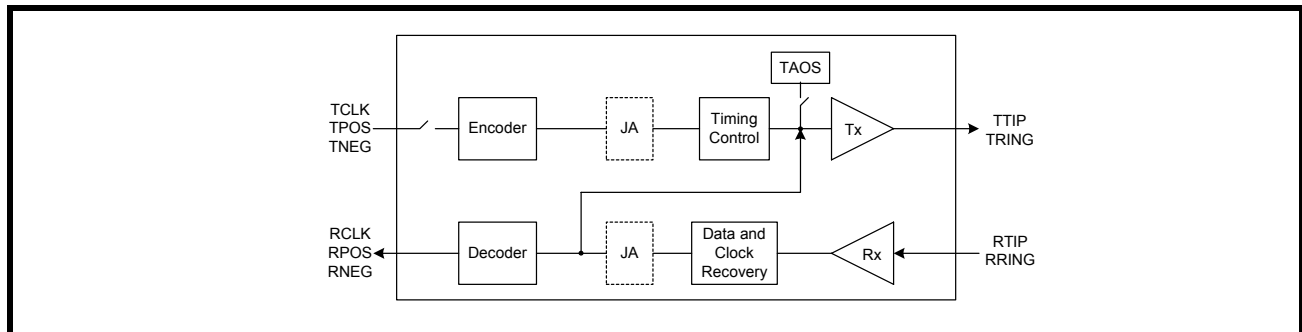 TAOS
TCLK
TPOS
TNEG
Encoder
JA
Timing
Control
Tx
TTIP
TRING
RCLK
RPOS
RNEG
Decoder
JA
Data and
Clock
Recovery
Rx
RTIP
RRING